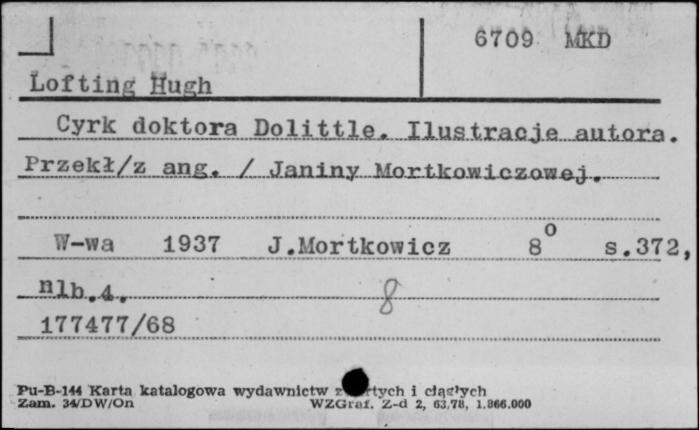 6709 MKD
Lofting Hugh
Cyrk doktora Dolittle. Ilustracje autora.
Przekł/z ang. / Janiny Mortkowiczowej.
W-wa 1937 J.Mortkowicz 8° s.372,
nlb.4.
8
177477/68
Pu-B-144 Karta katalogowa wydawnictw i ciągłych
Zam. 34/DW/On WZGraf. Z-d 2, 63,78, 1.866.000